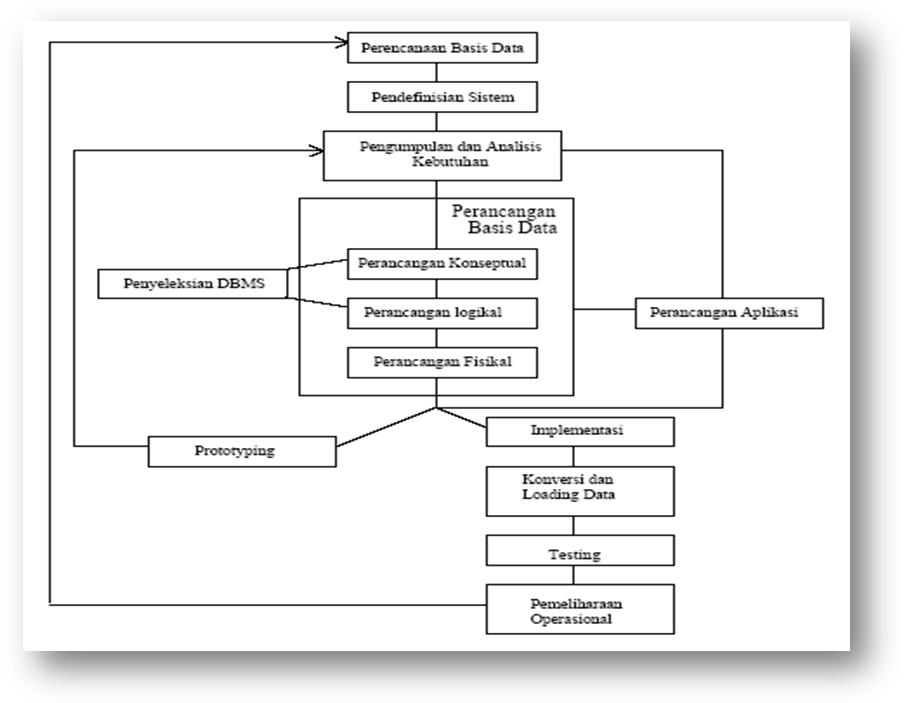 Perencanaan Basis Data
Pendefinisian Sistem
Pengumpulan dan Analisis
Kebutuhan
Perancangan
Basis Data
Perancangan Konseptual
Penyeleksian DBMS
Perancangan logikal
Perancangan Aplikasi
Perancangan Fisikal
Implementasi
Prototyping
Konversi dan
Loading Data
Testing
Pemeliharaan
Operasional